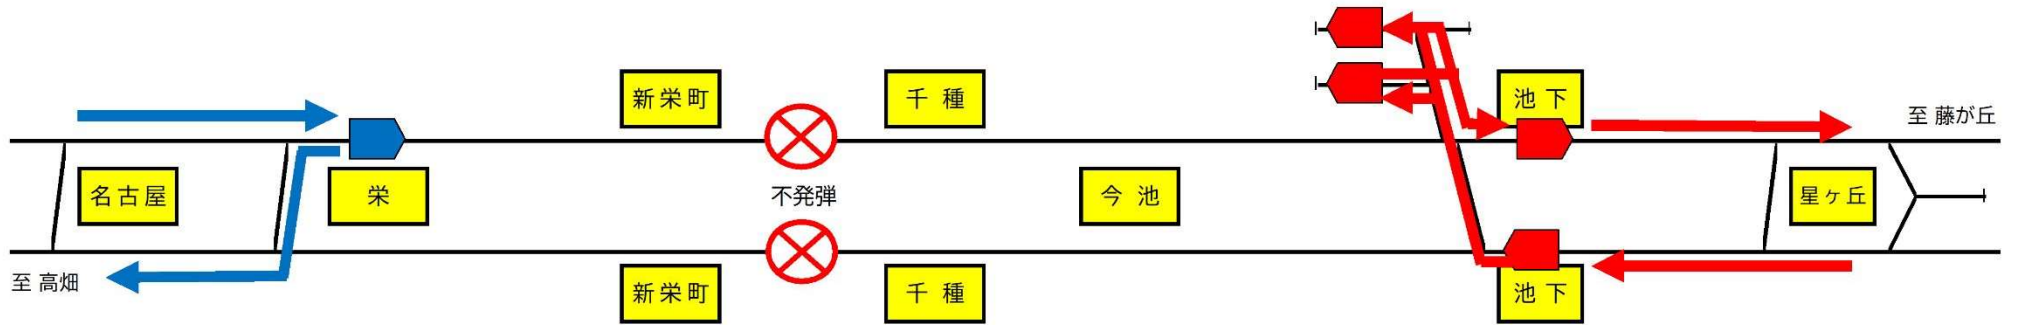 新栄町
千種
池下
至 藤が丘
名古屋
栄
不発弾
今池
星ヶ丘
至 高畑
新栄町
千種
池下